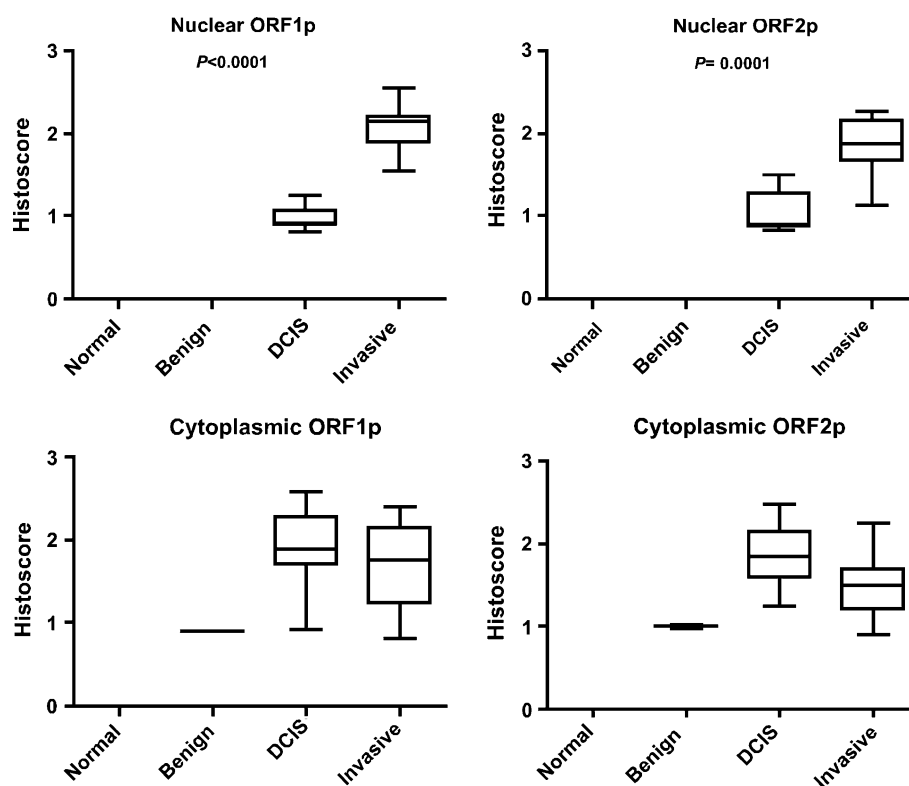 Nuclear ORF1p
P<0.0001
Histoscore
3
2
1
0
Normal
Benign
DCIS
Invasive
Nuclear ORF2p
P= 0.0001
Histoscore
3
2
1
0
Normal
Benign
DCIS
Invasive
Cytoplasmic ORF1p
Histoscore
3
2
1
0
Normal
Benign
DCIS
Invasive
Cytoplasmic ORF2p
Histoscore
3
2
1
0
Normal
Benign
DCIS
Invasive